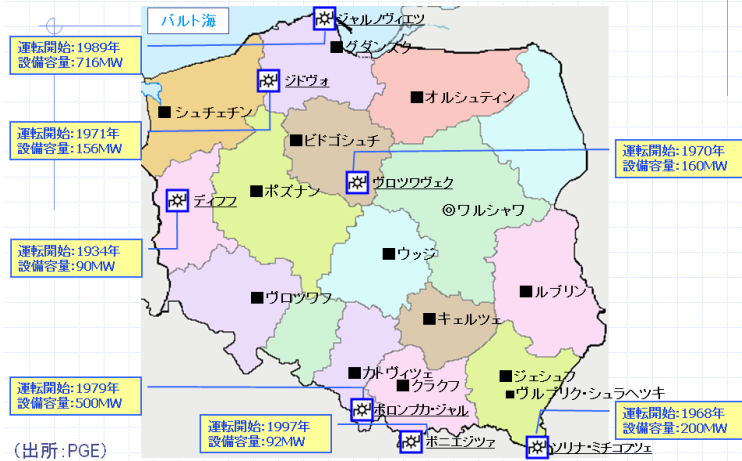 バルト海
ジャルノヴィエツ
運転開始:1989年
設備容量:716MW
グダンスク
ジドヴォ
オルシュティン
シュチェチン
運転開始:1971年
設備容量:156MW
ビドゴシュチ
運転開始:1970年
設備容量:160MW
ヴロツワヴェク
ポズナン
ディフフ
ワルシャワ
運転開始:1934年
設備容量:90MW
ウッジ
ルブリン
ヴロツワフ
キェルツェ
カトヴィツェ
クラクフ
ジェシュフ
ヴルブリク・シュラヘツキ
運転開始:1979年
設備容量:500MW
ポロンプカ・ジャル
運転開始:1997年
設備容量:92MW
運転開始:1968年
設備容量:200MW
ボニエジツァ
ソリナ・ミチコフツェ
(出所:PGE)